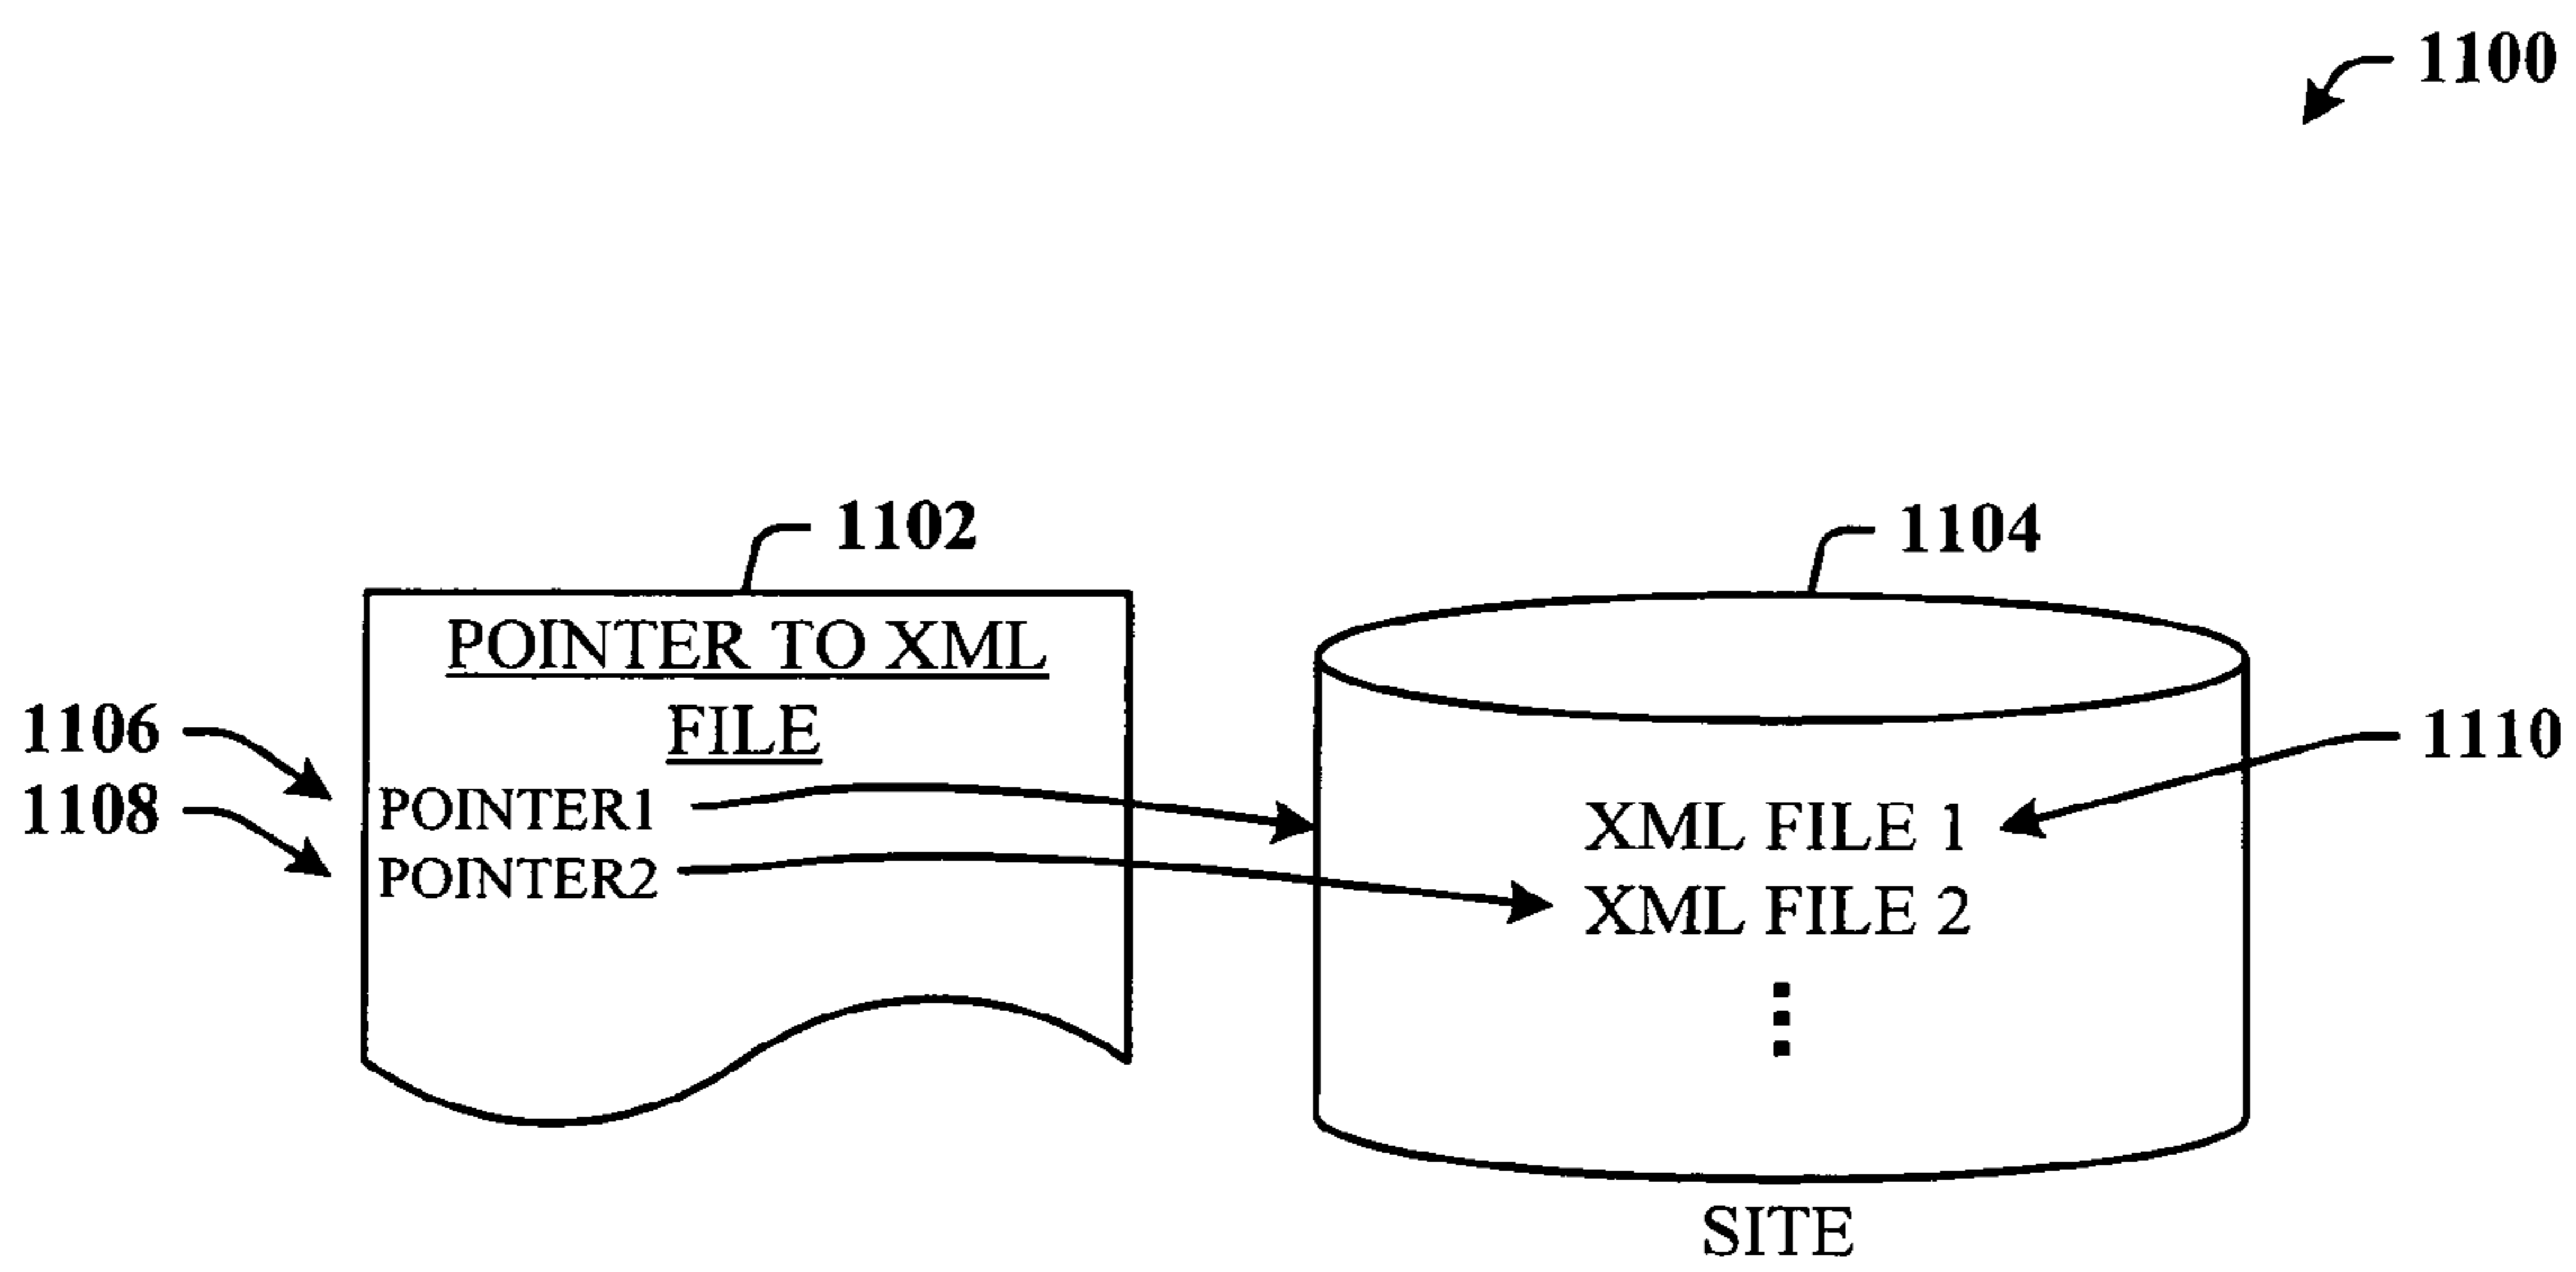 1100
1102
1104
POINTER TO XML
FILE
1106
1108
POINTER1
POINTER2
XML FILE 1
XML FILE 2
1110
SITE